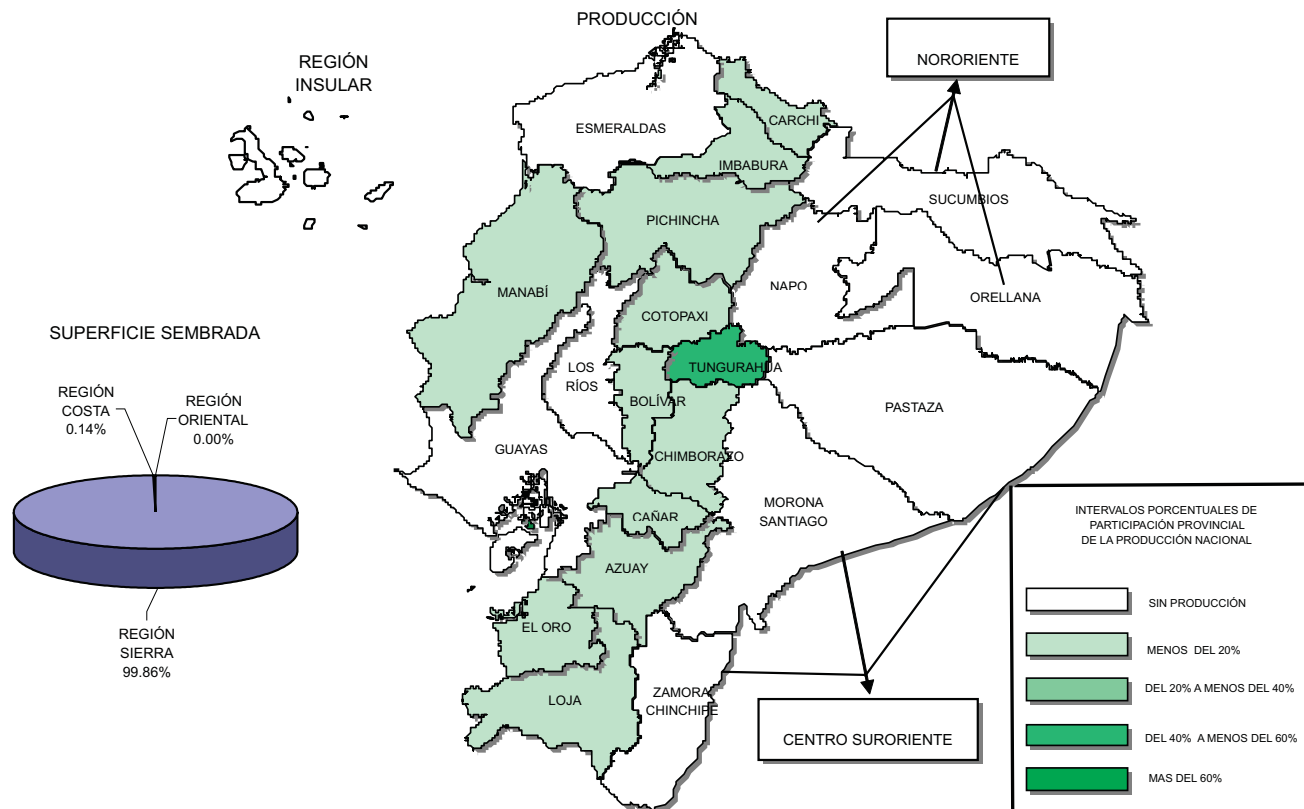 PRODUCCIÓN
REGIÓN
INSULAR
NORORIENTE
ESMERALDAS
CARCHI
IMBABURA
SUCUMBIOS
PICHINCHA
NAPO
ORELLANA
MANABÍ
COTOPAXI
SUPERFICIE SEMBRADA
LOS
RÍOS
TUNGURAHUA
REGIÓN
COSTA
0.14%
REGIÓN
ORIENTAL
0.00%
BOLÍVAR
PASTAZA
GUAYAS
CHIMBORAZO
MORONA
SANTIAGO
CAÑAR
AZUAY
EL ORO
REGIÓN
SIERRA
99.86%
LOJA
ZAMORA
CHINCHIPE
CENTRO SURORIENTE
INTERVALOS PORCENTUALES DE
PARTICIPACIÓN PROVINCIAL
DE LA PRODUCCIÓN NACIONAL
SIN PRODUCCIÓN
MENOS DEL 20%
DEL 20% A MENOS DEL 40%
DEL 40% A MENOS DEL 60%
MAS DEL 60%